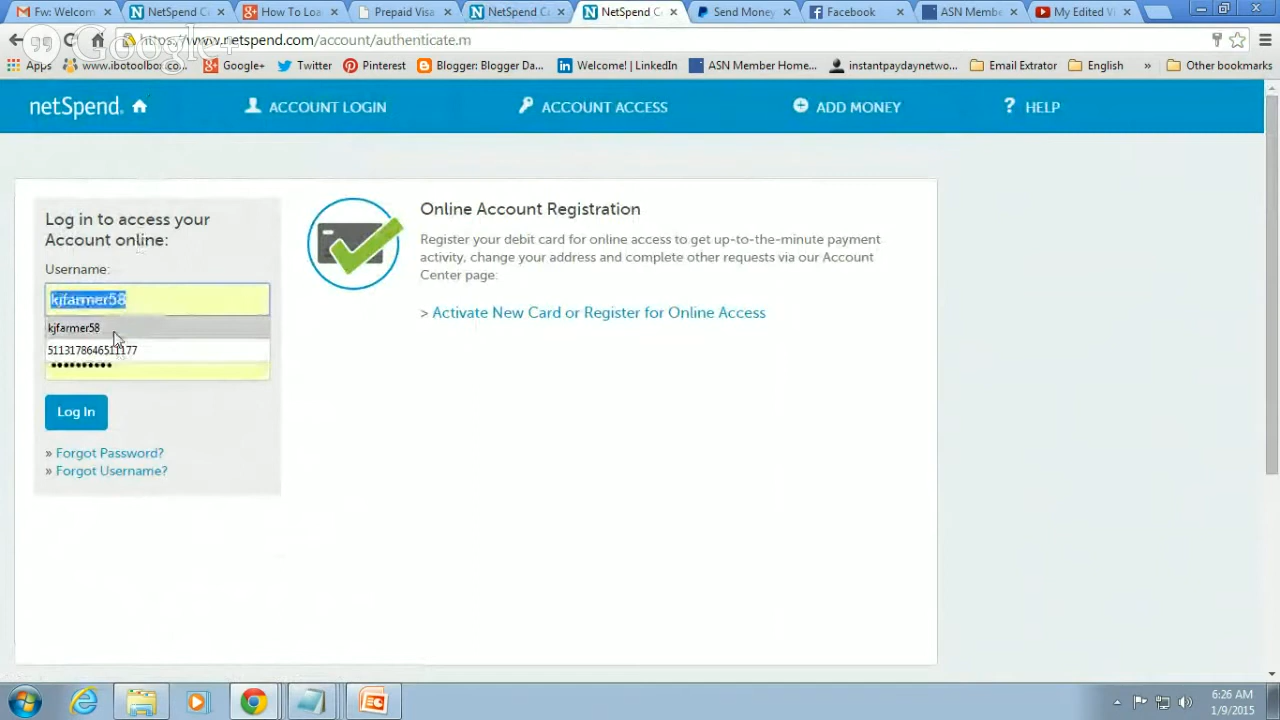 Fw: Welcom
NetSpend Ce
How To Loa
Prepaid Visa
NetSpend Ca
NetSpend C
Send Money
Facebook
ASN Membe
My Edited Vi
Google+
https://www.netspend.com/account/authenticate.m
Apps
www.ibotoolbar.co...
Google+
Twitter
Pinterest
Blogger: Blogger Da...
Welcome! | LinkedIn
ASN Member Home...
instantpaydaynetwo...
Email Extrator
English
»
Other bookmarks
netSpend
ACCOUNT LOGIN
ACCOUNT ACCESS
ADD MONEY
? HELP
Log in to access your
Account online:
Username:
kjfarmer58
kjfarmer58
5113178646511177
••••••••••
Log In
» Forgot Password?
» Forgot Username?
Online Account Registration
Register your debit card for online access to get up-to-the-minute payment
activity, change your address and complete other requests via our Account
Center page:
> Activate New Card or Register for Online Access
6:26 AM
1/9/2015